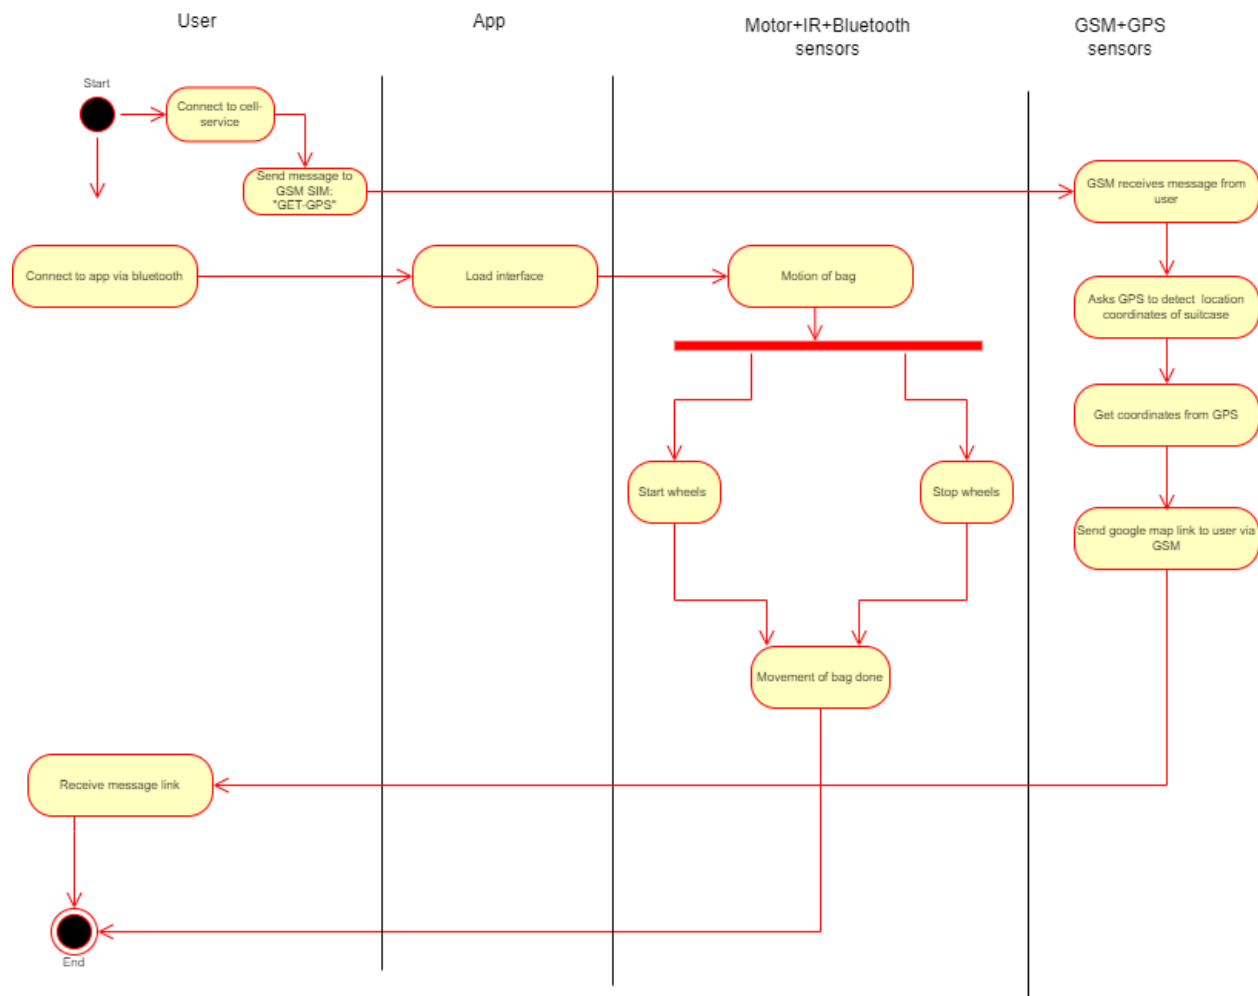 User
App
Motor+IR+Bluetooth
sensors
GSM+GPS
sensors
Start
Connect to cell-
service
Send message to
GSM SIM:
"GET-GPS"
GSM receives message from
user
Connect to app via bluetooth
Load interface
Motion of bag
Asks GPS to detect location
coordinates of suitcase
Get coordinates from GPS
Start wheels
Stop wheels
Send google map link to user via
GSM
Movement of bag done
Receive message link
End